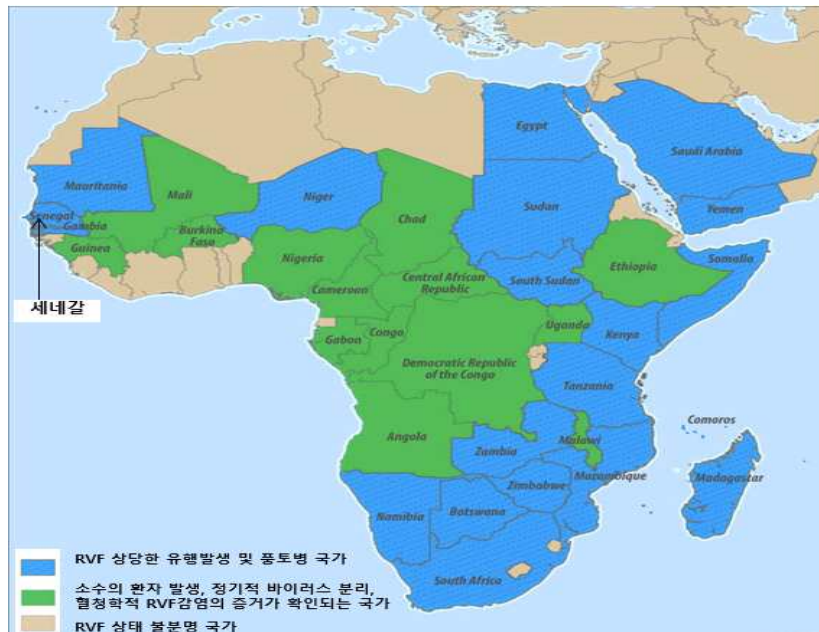 Egypt
Saudi Arabia
Mauritania
Mali
Niger
Sudan
Yemen
Senegal
Gambia
Chad
Burkina
Faso
Guinea
Nigeria
Somalia
Ethiopia
South Sudan
Central African
Republic
세네갈
Cameroan
Uganda
Kenya
Gabon
Congo
Democratic Republic
of the Congo
Tanzania
Comoros
Angola
Malawi
Zambia
Mozambique
Madagascar
Zimbabwe
Namibia
Botswana
South Africa
RVF 상당한 유행발생 및 풍토병 국가
소수의 환자 발생, 정기적 바이러스 분리,
혈청학적 RVF감염의 증거가 확인되는 국가
RVF 상태 불분명 국가